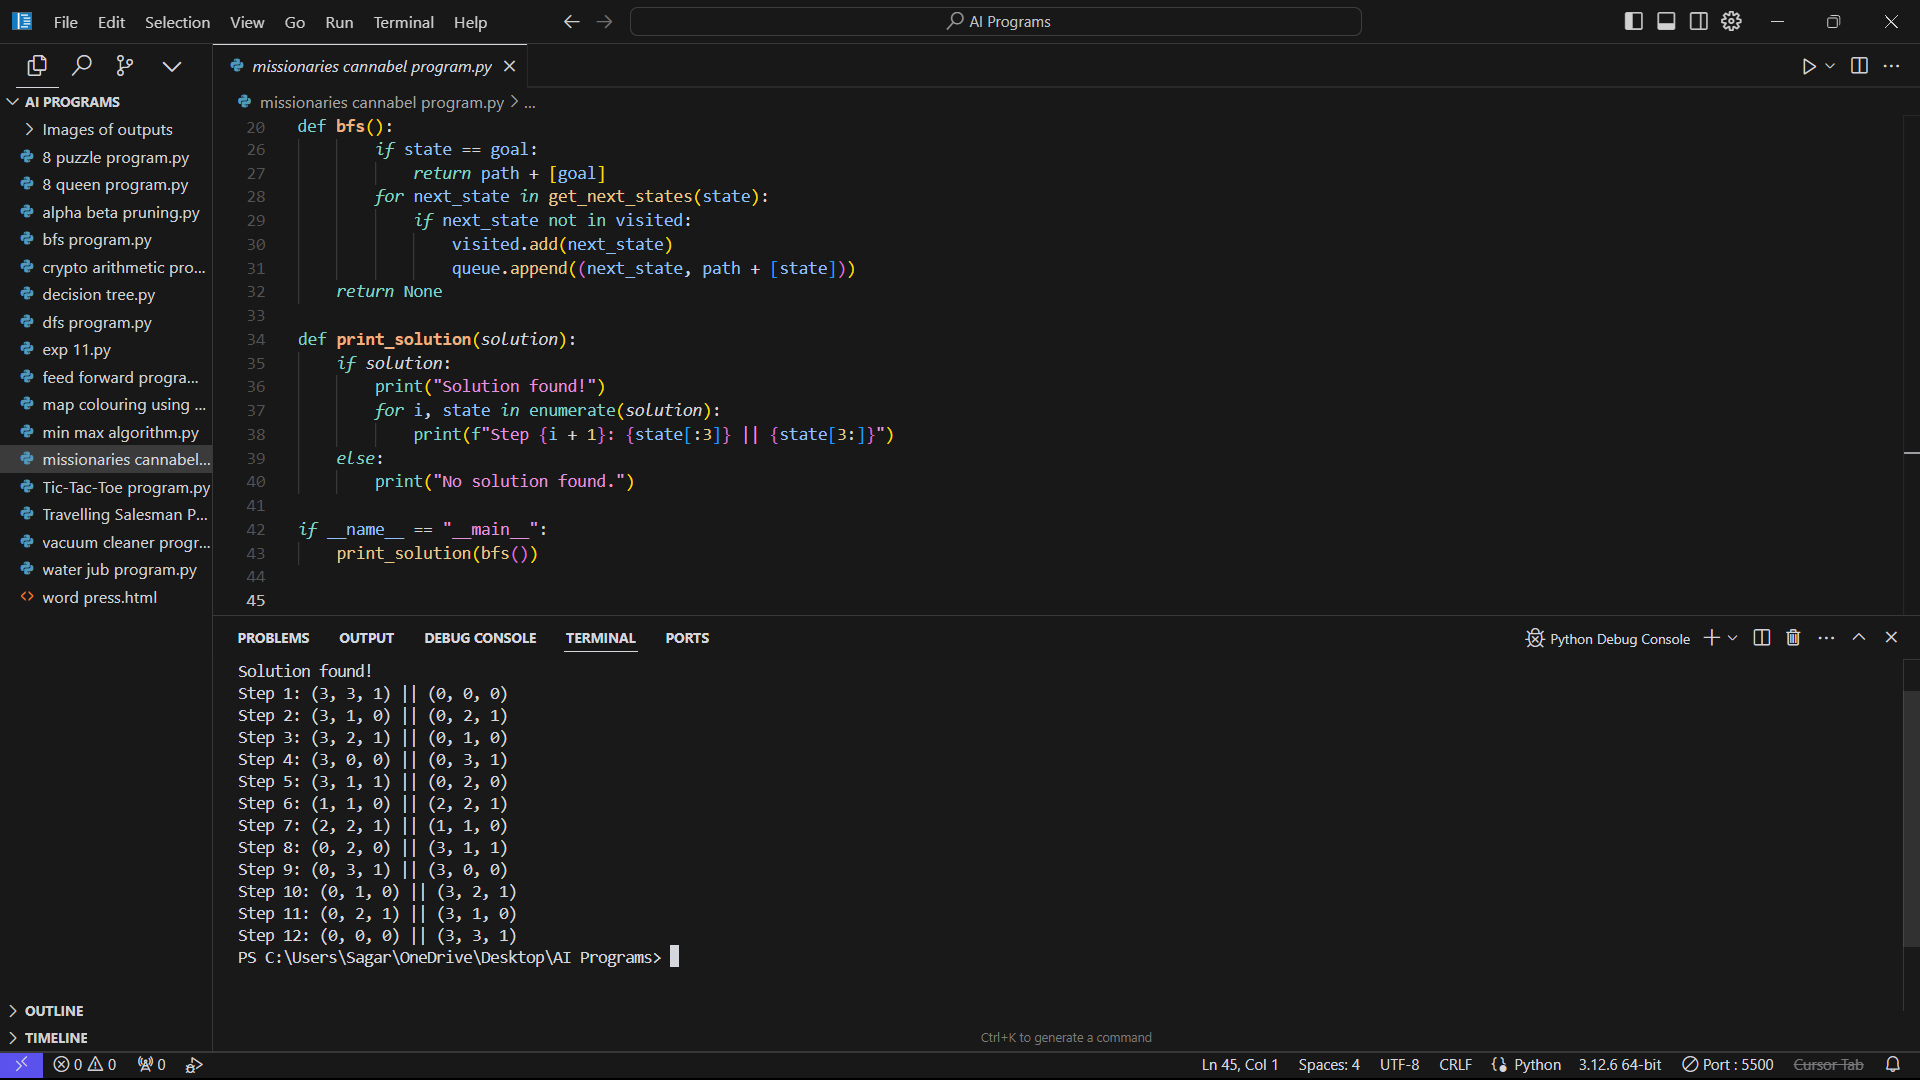 File Edit Selection View Go Run Terminal Help
AI Programs
missionaries cannabel program.py
AI PROGRAMS
Images of outputs
8 puzzle program.py
8 queen program.py
alpha beta pruning.py
bfs program.py
crypto arithmetic pro...
decision tree.py
dfs program.py
exp 11.py
feed forward progra...
map colouring using ...
min max algorithm.py
missionaries cannabel...
Tic-Tac-Toe program.py
Travelling Salesman P...
vacuum cleaner progr...
water jub program.py
word press.html
OUTLINE
TIMELINE
missionaries cannabel program.py > ...
20 def bfs():
26 if state == goal:
27 return path + [goal]
28 for next_state in get_next_states(state):
29 if next_state not in visited:
30 visited.add(next_state)
31 queue.append((next_state, path + [state]))
32 return None
33
34 def print_solution(solution):
35 if solution:
36 print("Solution found!")
37 for i, state in enumerate(solution):
38 print(f"Step {i + 1}: {state[:3]} || {state[3:]}")
39 else:
40 print("No solution found.")
41
42 if __name__ == "__main__":
43 print_solution(bfs())
44
45
PROBLEMS OUTPUT DEBUG CONSOLE TERMINAL PORTS
Python Debug Console
Solution found!
Step 1: (3, 3, 1) || (0, 0, 0)
Step 2: (3, 1, 0) || (0, 2, 1)
Step 3: (3, 2, 1) || (0, 1, 0)
Step 4: (3, 0, 0) || (0, 3, 1)
Step 5: (3, 1, 1) || (0, 2, 0)
Step 6: (1, 1, 0) || (2, 2, 1)
Step 7: (2, 2, 1) || (1, 1, 0)
Step 8: (0, 2, 0) || (3, 1, 1)
Step 9: (0, 3, 1) || (3, 0, 0)
Step 10: (0, 1, 0) || (3, 2, 1)
Step 11: (0, 2, 1) || (3, 1, 0)
Step 12: (0, 0, 0) || (3, 3, 1)
PS C:\Users\Sagar\OneDrive\Desktop\AI Programs>
Ctrl+K to generate a command
0 0 0 Ln 45, Col 1 Spaces: 4 UTF-8 CRLF Python 3.12.6 64-bit Port : 5500 Cursor Tab